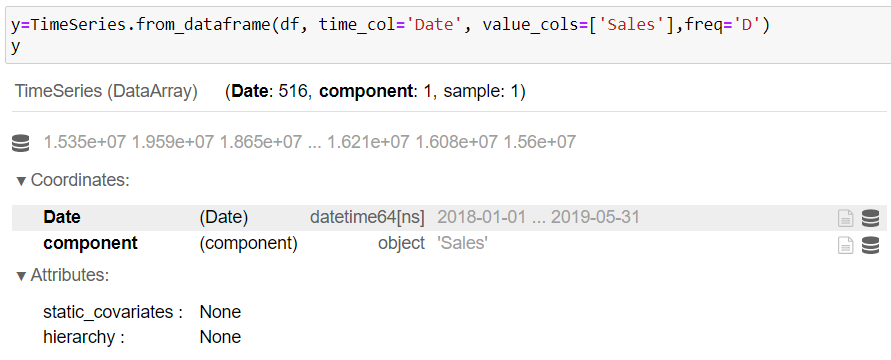 y=TimeSeries.from_dataframe(df, time_col='Date', value_cols=['Sales'],freq='D')
y
TimeSeries (DataArray) (Date: 516, component: 1, sample: 1)
1.535e+07 1.959e+07 1.865e+07 ... 1.621e+07 1.608e+07 1.56e+07
▼ Coordinates:
Date (Date) datetime64[ns] 2018-01-01 ... 2019-05-31
component (component) object 'Sales'
▼ Attributes:
static_covariates : None
hierarchy : None